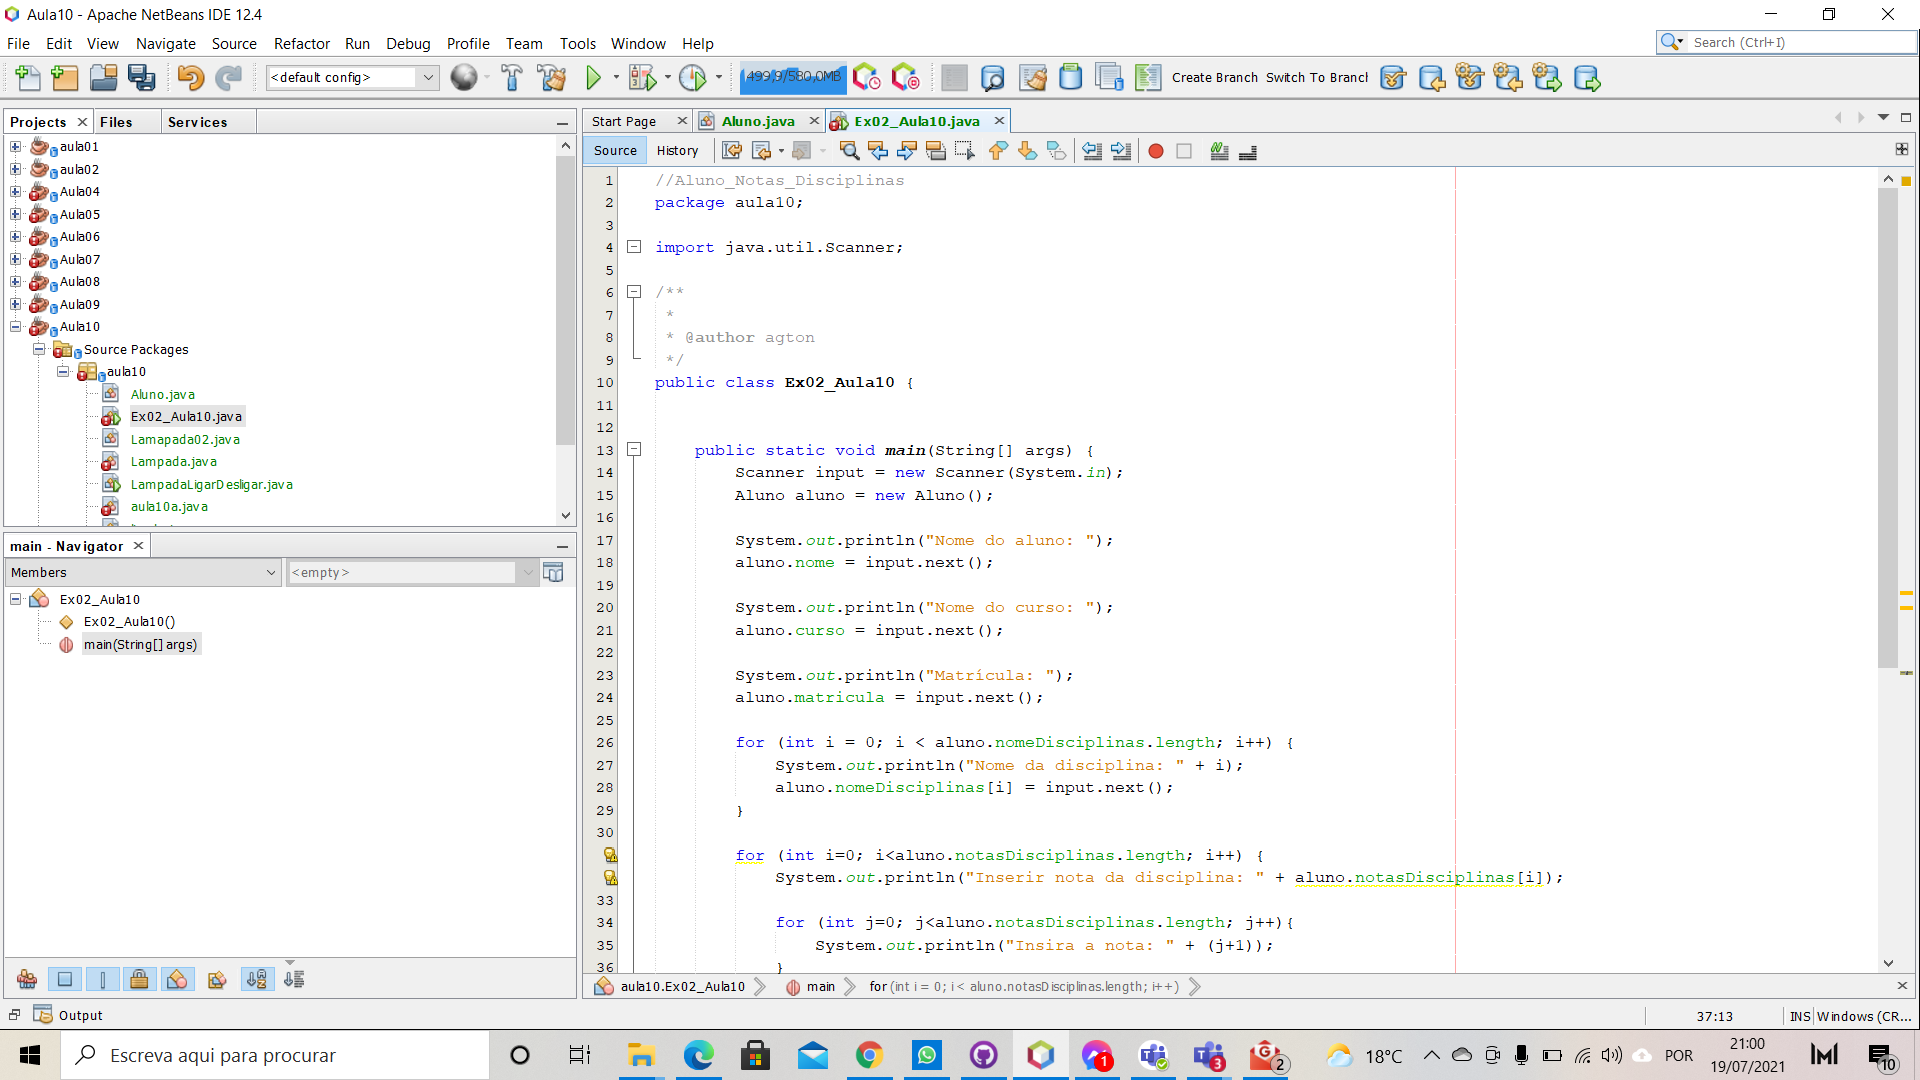 Aula10 - Apache NetBeans IDE 12.4
File Edit View Navigate Source Refactor Run Debug Profile Team Tools Window Help
Search (Ctrl+I)
<default config>
499,9/580,0MB
Create Branch Switch To Branch
Projects Files Services
aula01
aula02
Aula04
Aula05
Aula06
Aula07
Aula08
Aula09
Aula10
Source Packages
aula10
Aluno.java
Ex02_Aula10.java
Lamapada02.java
Lampada.java
LampadaLigarDesligar.java
aula10a.java
main - Navigator
Members <empty>
Ex02_Aula10
Ex02_Aula10()
main(String[] args)
Start Page Aluno.java Ex02_Aula10.java
Source History
1 //Aluno_Notas_Disciplinas
2 package aula10;
3
4 import java.util.Scanner;
5
6 /**
7 *
8 * @author agton
9 */
10 public class Ex02_Aula10 {
11
12
13 public static void main(String[] args) {
14 Scanner input = new Scanner(System.in);
15 Aluno aluno = new Aluno();
16
17 System.out.println("Nome do aluno: ");
18 aluno.nome = input.next();
19
20 System.out.println("Nome do curso: ");
21 aluno.curso = input.next();
22
23 System.out.println("Matrícula: ");
24 aluno.matricula = input.next();
25
26 for (int i = 0; i < aluno.nomeDisciplinas.length; i++) {
27 System.out.println("Nome da disciplina: " + i);
28 aluno.nomeDisciplinas[i] = input.next();
29 }
30
for (int i=0; i<aluno.notasDisciplinas.length; i++) {
System.out.println("Inserir nota da disciplina: " + aluno.notasDisciplinas[i]);
33
34 for (int j=0; j<aluno.notasDisciplinas.length; j++){
35 System.out.println("Insira a nota: " + (j+1));
36 }
aula10.Ex02_Aula10 main for (int i = 0; i < aluno.notasDisciplinas.length; i++)
Output
37:13 INS Windows (CR...
Escreva aqui para procurar
1
3
2
18°C
POR
21:00
19/07/2021
10